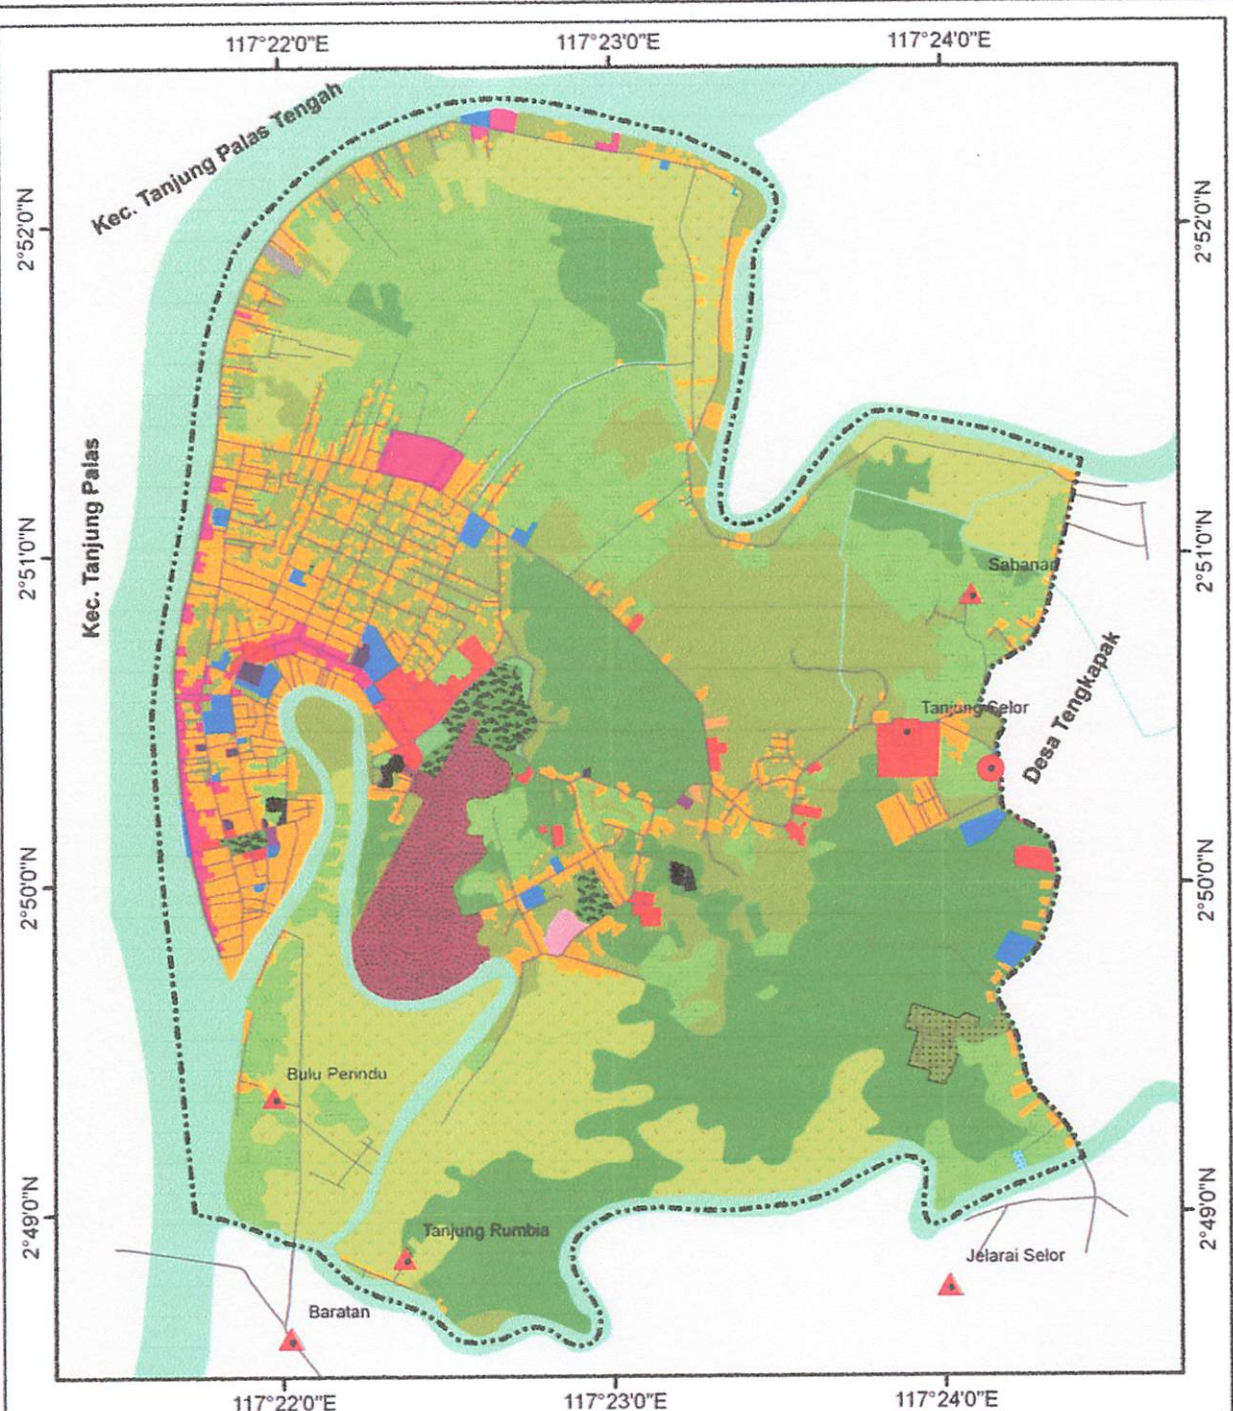 117°22'0"E
117°23'0"E
117°24'0"E
Kec. Tanjung Palas Tengah
2°52'0"N
2°52'0"N
Kec. Tanjung Palas
2°51'0"N
2°51'0"N
Sabanar
Desa Tengkapak
Tanjung Selor
2°50'0"N
2°50'0"N
Bulu Perindu
2°49'0"N
2°49'0"N
Tanjung Rumbia
Jelarai Selor
Baratan
117°22'0"E
117°23'0"E
117°24'0"E